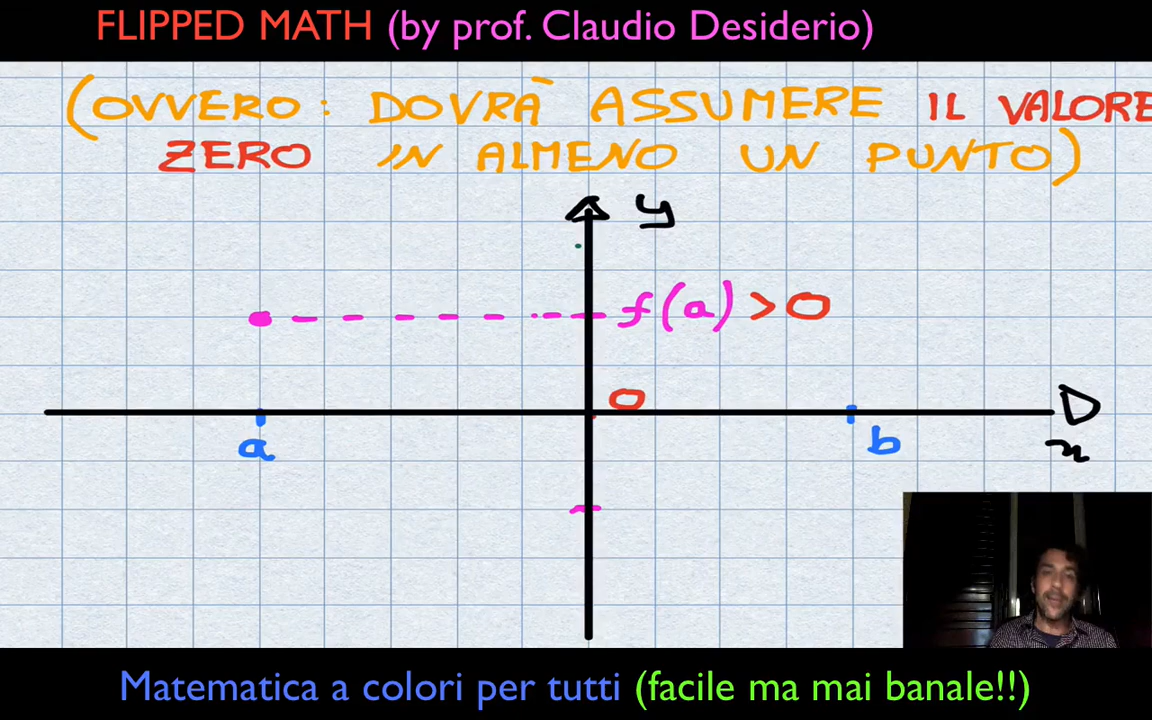 FLIPPED MATH (by prof. Claudio Desiderio)
(OVVERO: DOVRÀ ASSUMERE IL VALORE
ZERO IN ALMENO UN PUNTO)
y
f(a) > 0
0
a
b
x
Matematica a colori per tutti (facile ma mai banale!!)